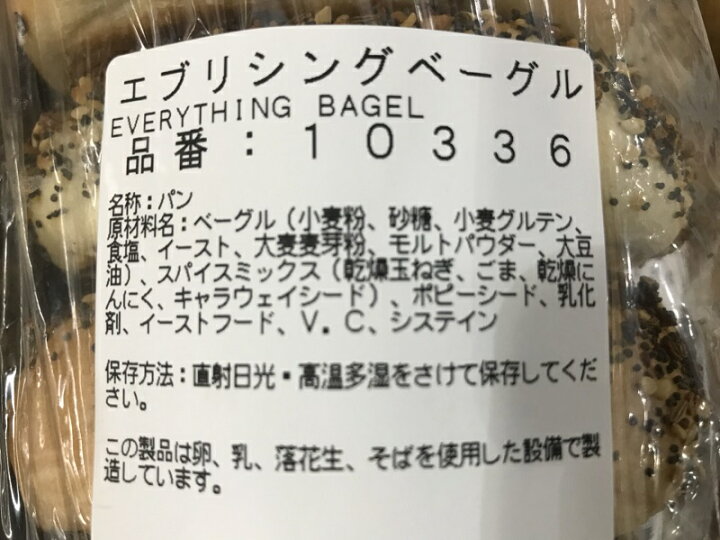 エブリシングベーグル
EVERYTHING BAGEL
品番：10336
名称：パン
原材料名：ベーグル（小麦粉、砂糖、小麦グルテン、
食塩、イースト、大麦麦芽粉、モルトパウダー、大豆
油）、スパイスミックス（乾燥玉ねぎ、ごま、乾燥に
んにく、キャラウェイシード）、ポピーシード、乳化
剤、イーストフード、V．C、システイン
保存方法：直射日光・高温多湿をさけて保存してくだ
さい。
この製品は卵、乳、落花生、そばを使用した設備で製
造しています。